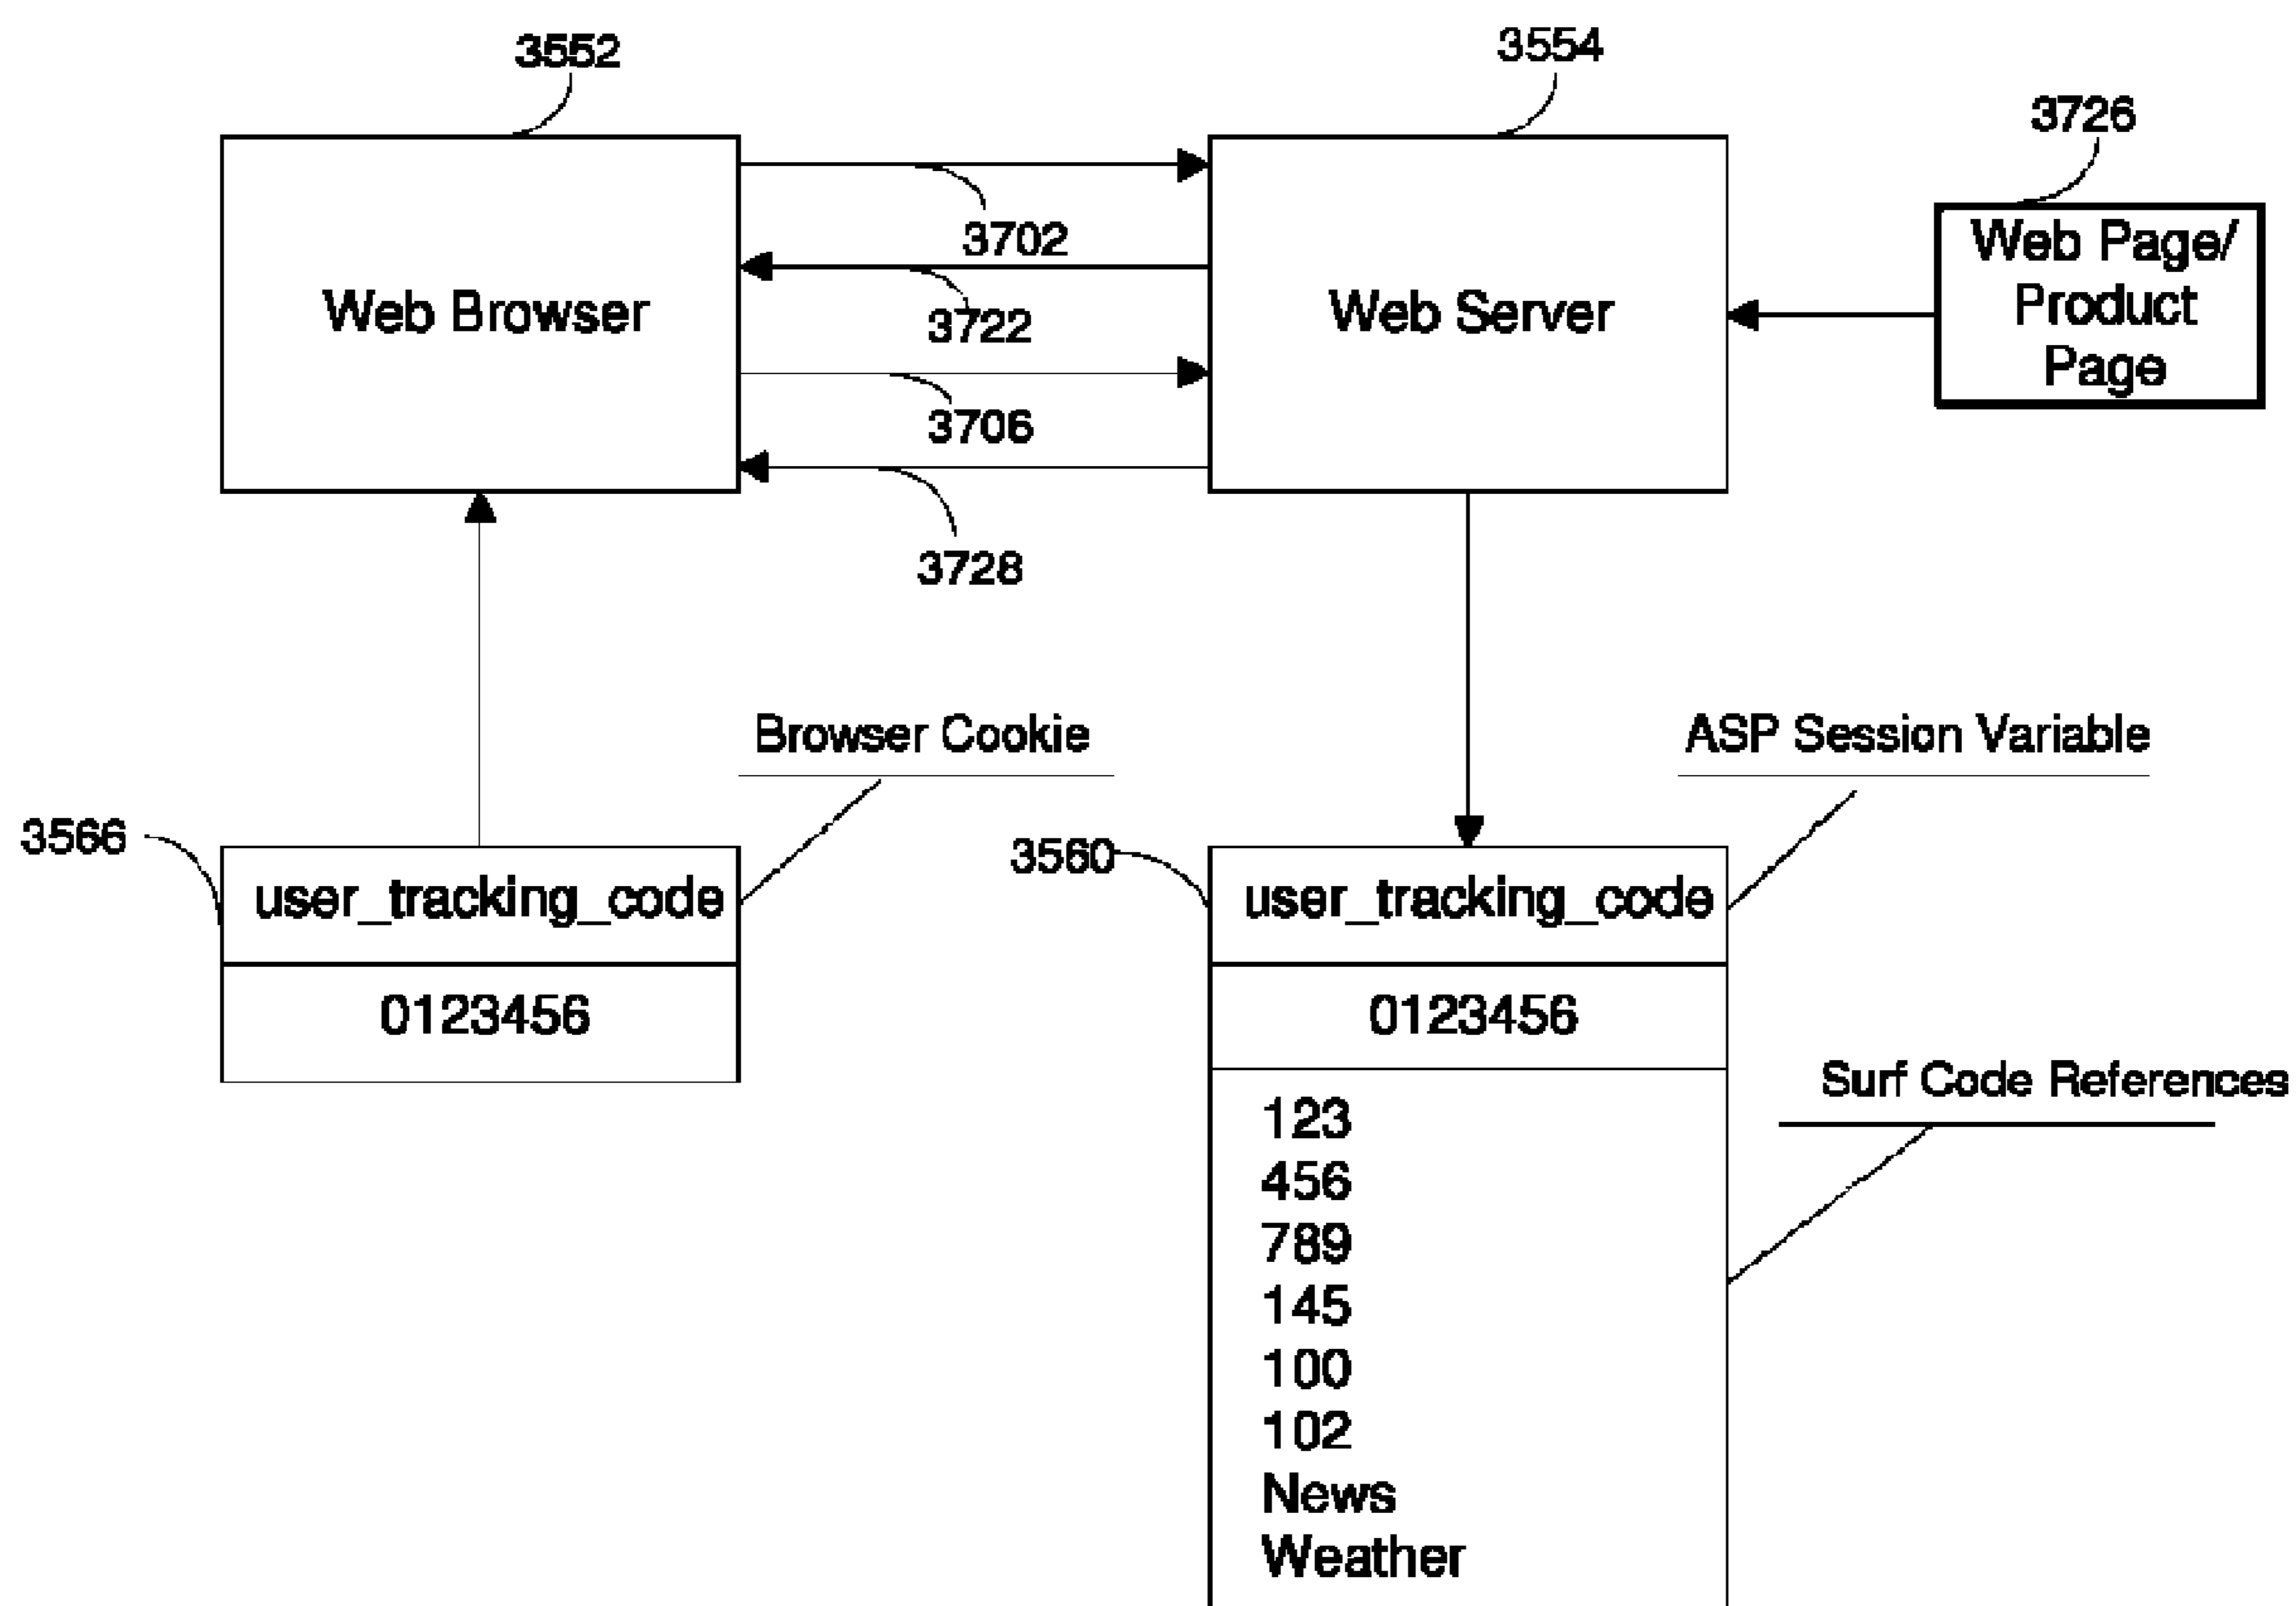 3552
3554
3726
3702
Web Page/
Product
Page
Web Browser
3722
Web Server
3706
3728
Browser Cookie
ASP Session Variable
3566
3560
user_tracking_code
user_tracking_code
0123456
0123456
Surf Code References
123
456
789
145
100
102
News
Weather